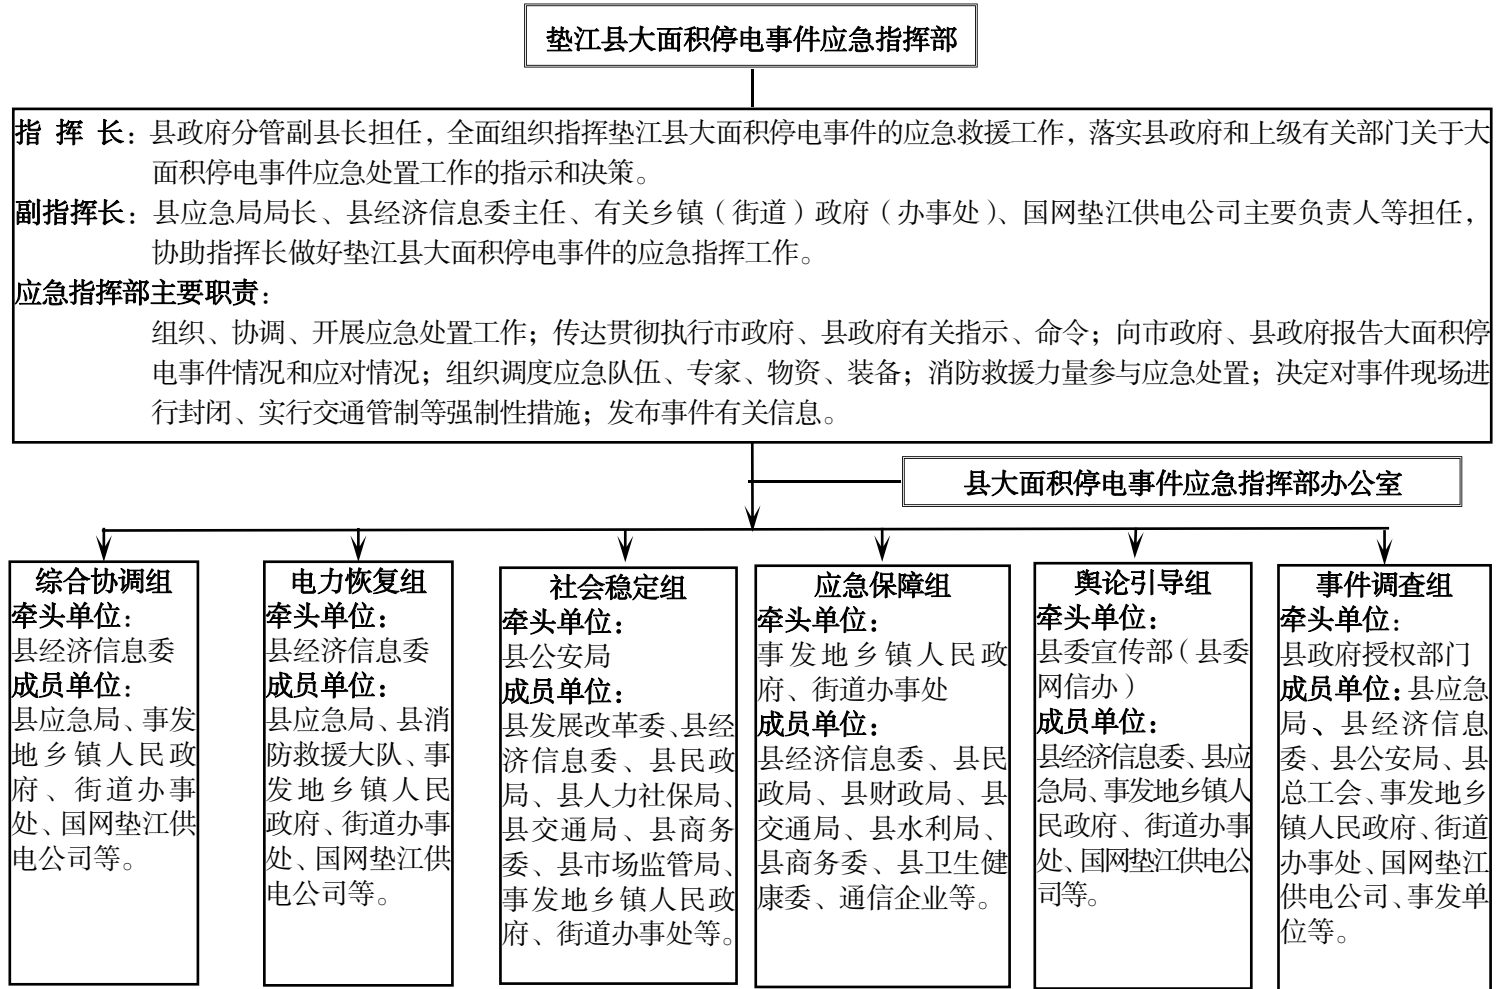 垫江县大面积停电事件应急指挥部
指 挥 长：县政府分管副县长担任，全面组织指挥垫江县大面积停电事件的应急救援工作，落实县政府和上级有关部门关于大
面积停电事件应急处置工作的指示和决策。
副指挥长：县应急局局长、县经济信息委主任、有关乡镇（街道）政府（办事处）、国网垫江供电公司主要负责人等担任，
协助指挥长做好垫江县大面积停电事件的应急指挥工作。
应急指挥部主要职责：
组织、协调、开展应急处置工作；传达贯彻执行市政府、县政府有关指示、命令；向市政府、县政府报告大面积停
电事件情况和应对情况；组织调度应急队伍、专家、物资、装备；消防救援力量参与应急处置；决定对事件现场进
行封闭、实行交通管制等强制性措施；发布事件有关信息。
县大面积停电事件应急指挥部办公室
综合协调组
牵头单位：
县经济信息委
成员单位：
县应急局、事发
地乡镇人民政
府、街道办事
处、国网垫江供
电公司等。
电力恢复组
牵头单位：
县经济信息委
成员单位：
县应急局、县消
防救援大队、事
发地乡镇人民
政府、街道办事
处、国网垫江供
电公司等。
社会稳定组
牵头单位：
县公安局
成员单位：
县发展改革委、县经
济信息委、县民政
局、县人力社保局、
县交通局、县商务
委、县市场监管局、
事发地乡镇人民政
府、街道办事处等。
应急保障组
牵头单位：
事发地乡镇人民政
府、街道办事处
成员单位：
县经济信息委、县民
政局、县财政局、县
交通局、县水利局、
县商务委、县卫生健
康委、通信企业等。
舆论引导组
牵头单位：
县委宣传部（县委
网信办）
成员单位：
县经济信息委、县应
急局、事发地乡镇人
民政府、街道办事
处、国网垫江供电公
司等。
事件调查组
牵头单位：
县政府授权部门
成员单位：县应急
局、县经济信息
委、县公安局、县
总工会、事发地乡
镇人民政府、街道
办事处、国网垫江
供电公司、事发单
位等。